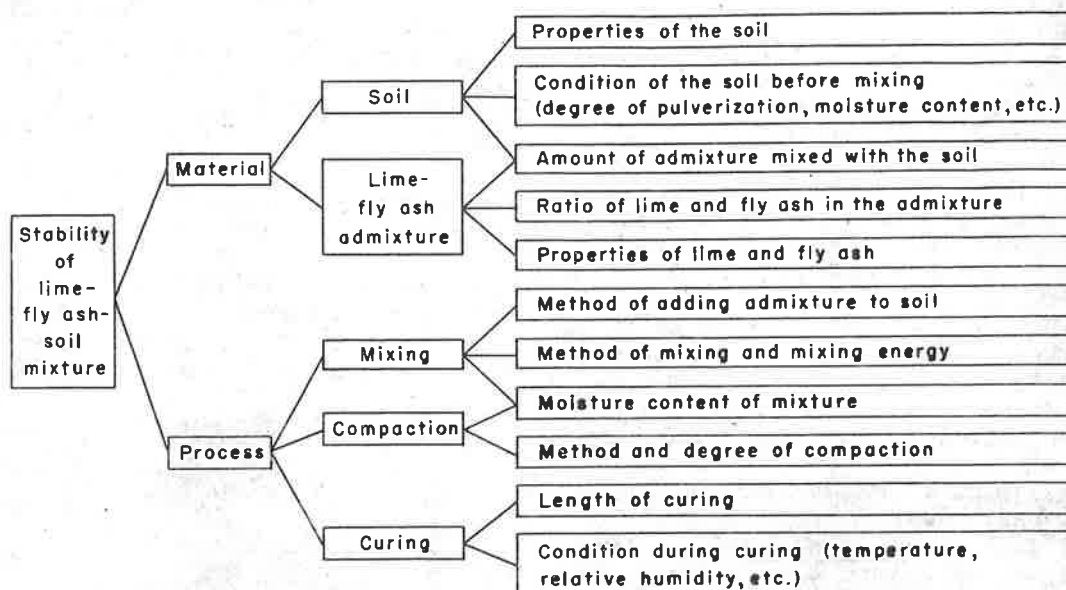 Stability
of
lime-
fly ash-
soil
mixture
Material
Process
Soil
Lime-
fly ash
admixture
Mixing
Compaction
Curing
Properties of the soil
Condition of the soil before mixing
(degree of pulverization, moisture content, etc.)
Amount of admixture mixed with the soil
Ratio of lime and fly ash in the admixture
Properties of lime and fly ash
Method of adding admixture to soil
Method of mixing and mixing energy
Moisture content of mixture
Method and degree of compaction
Length of curing
Condition during curing (temperature,
relative humidity, etc.)